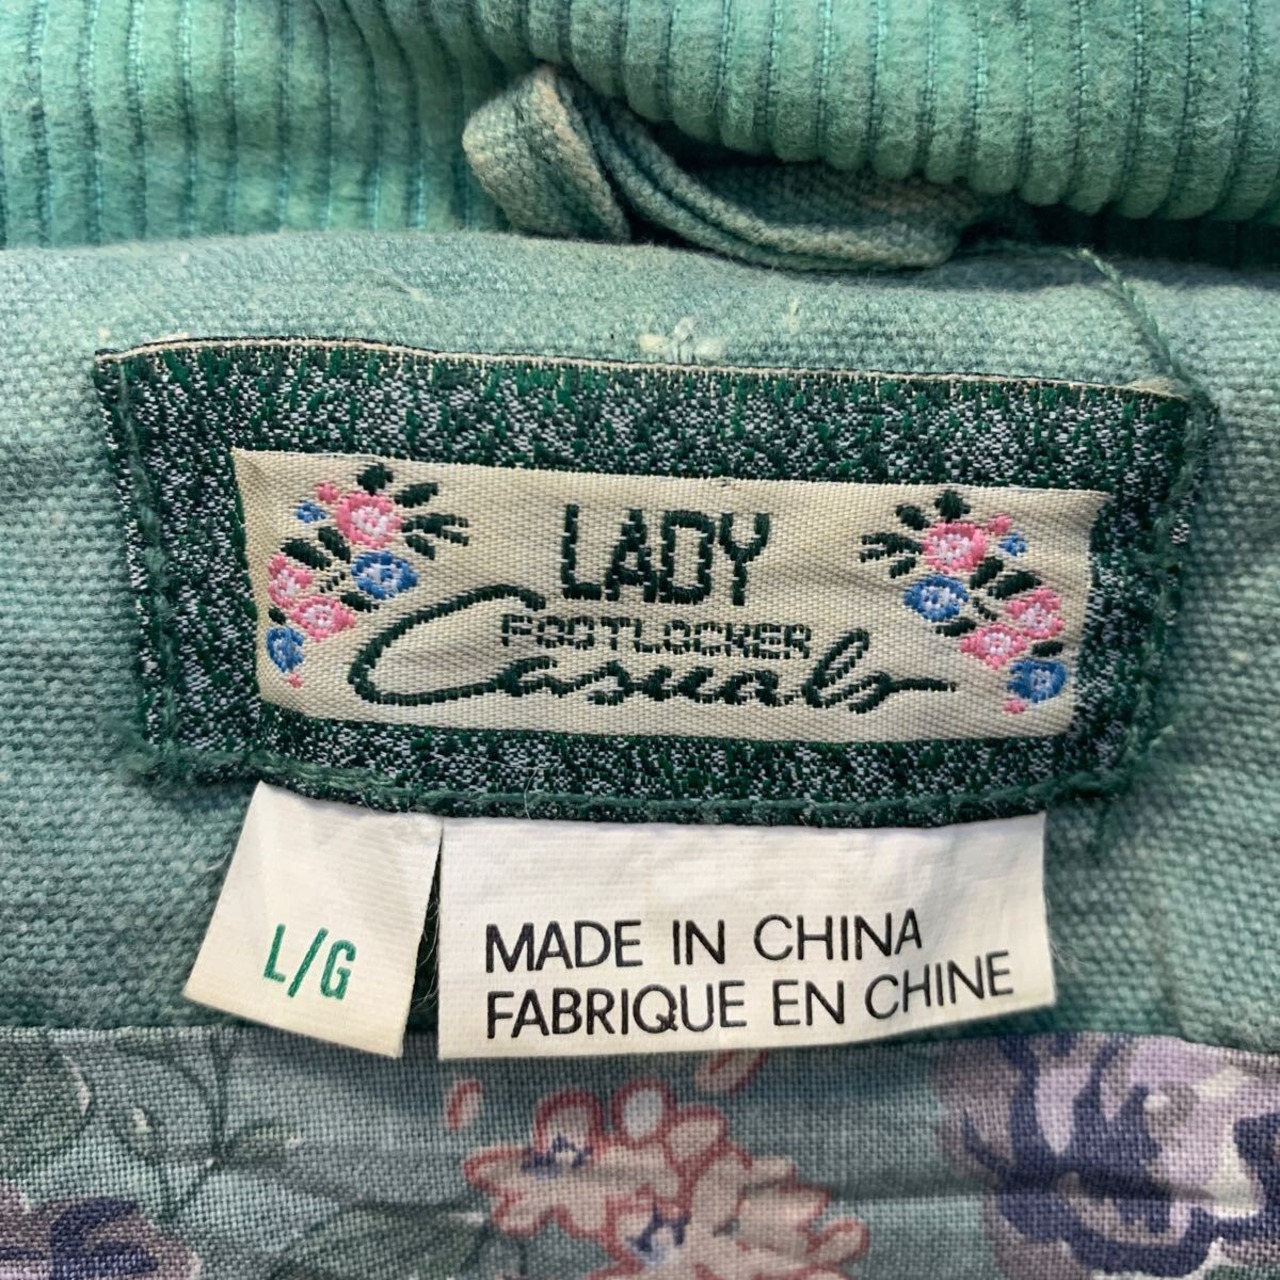 LADY
FOOTLOCKER
Casuals
L/G
MADE IN CHINA
FABRIQUE EN CHINE